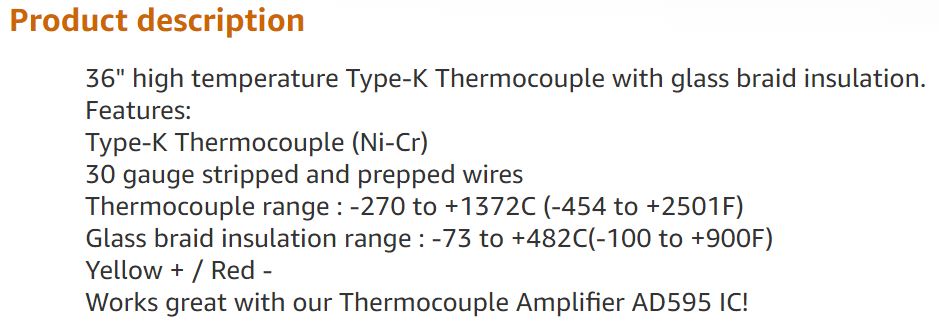 Product description
36" high temperature Type-K Thermocouple with glass braid insulation.
Features:
Type-K Thermocouple (Ni-Cr)
30 gauge stripped and prepped wires
Thermocouple range : -270 to +1372C (-454 to +2501F)
Glass braid insulation range : -73 to +482C(-100 to +900F)
Yellow + / Red -
Works great with our Thermocouple Amplifier AD595 IC!